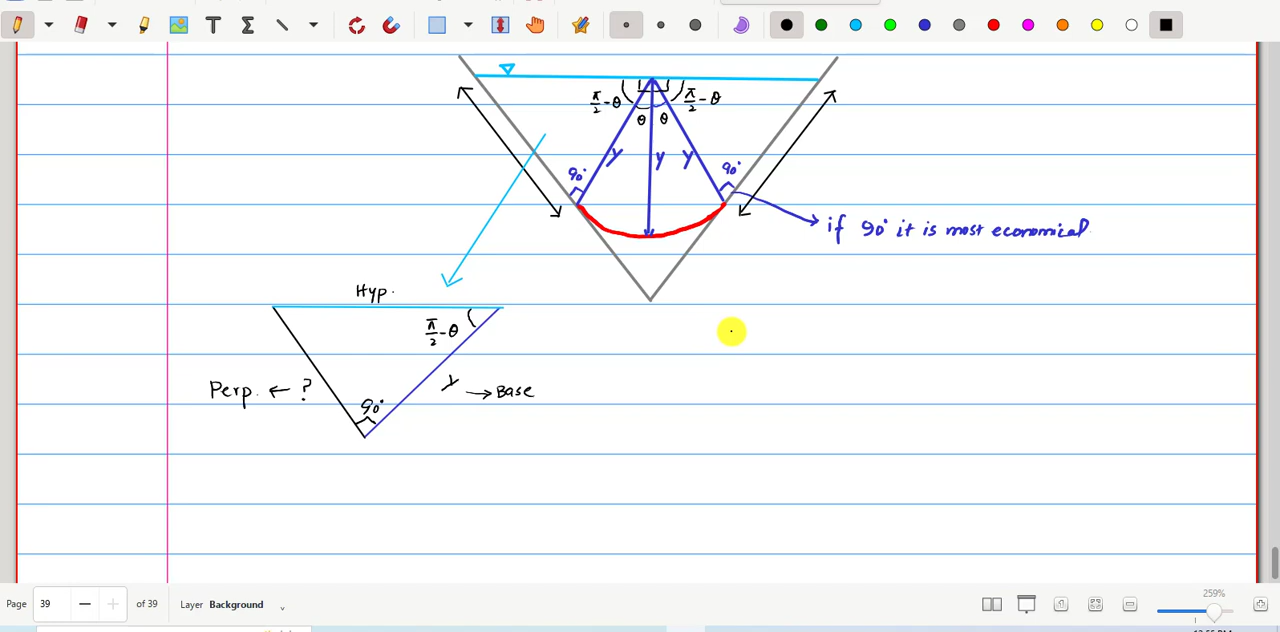 π/2-θ π/2-θ
θ θ
90° y y y 90°
if 90° it is most economical
Hyp.
π/2-θ
Perp. ← ? y → Base
90°
Page 39 of 39 Layer Background 259%